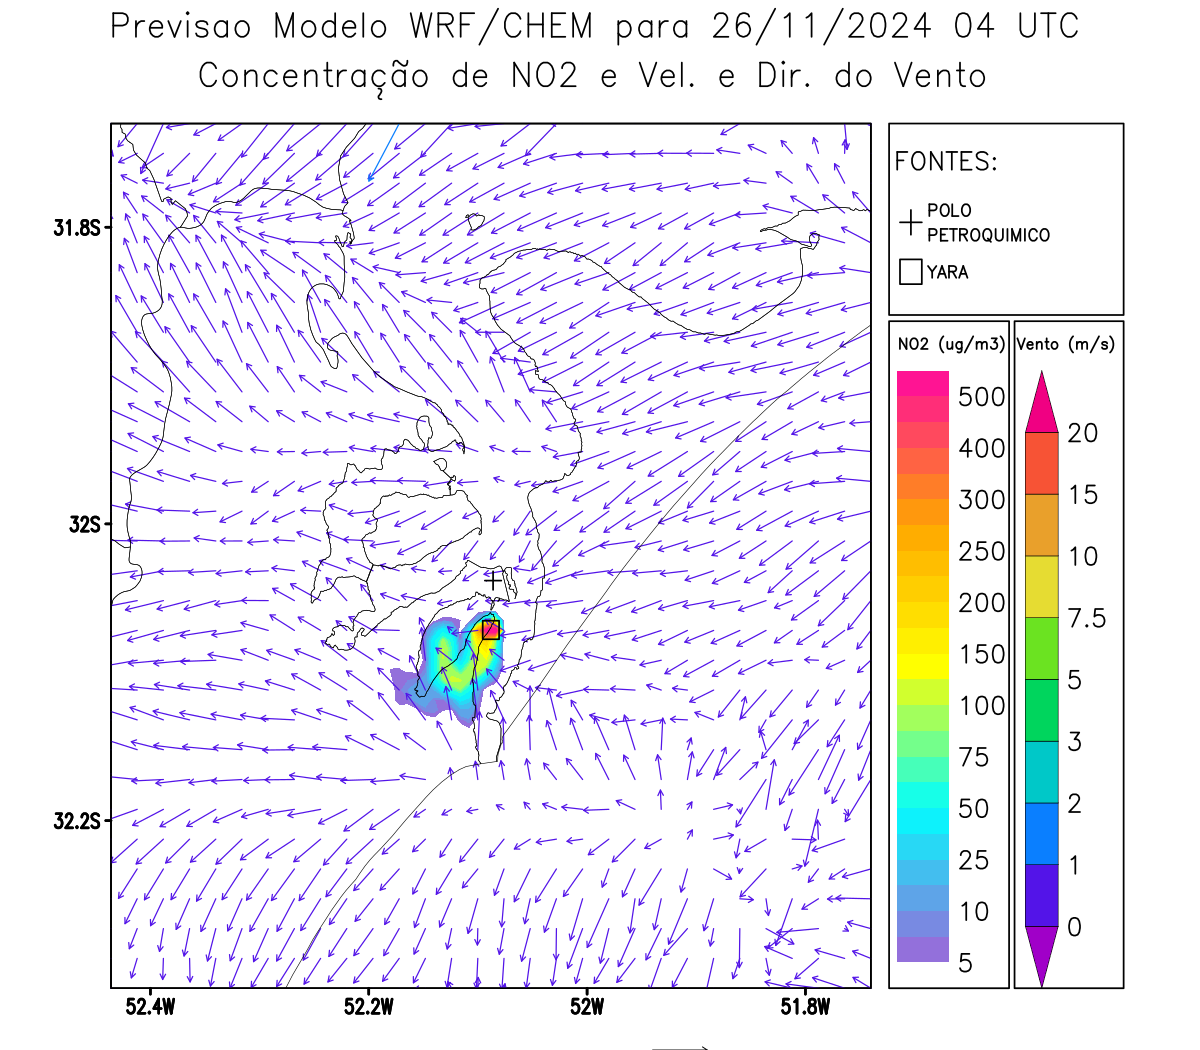 Previsao Modelo WRF/CHEM para 26/11/2024 04 UTC
Concentração de NO2 e Vel. e Dir. do Vento
FONTES:
POLO
PETROQUIMICO
YARA
NO2 (ug/m3)
500
400
300
250
200
150
100
75
50
25
10
5
Vento (m/s)
20
15
10
7.5
5
3
2
1
0
31.8S
32S
32.2S
52.4W
52.2W
52W
51.8W